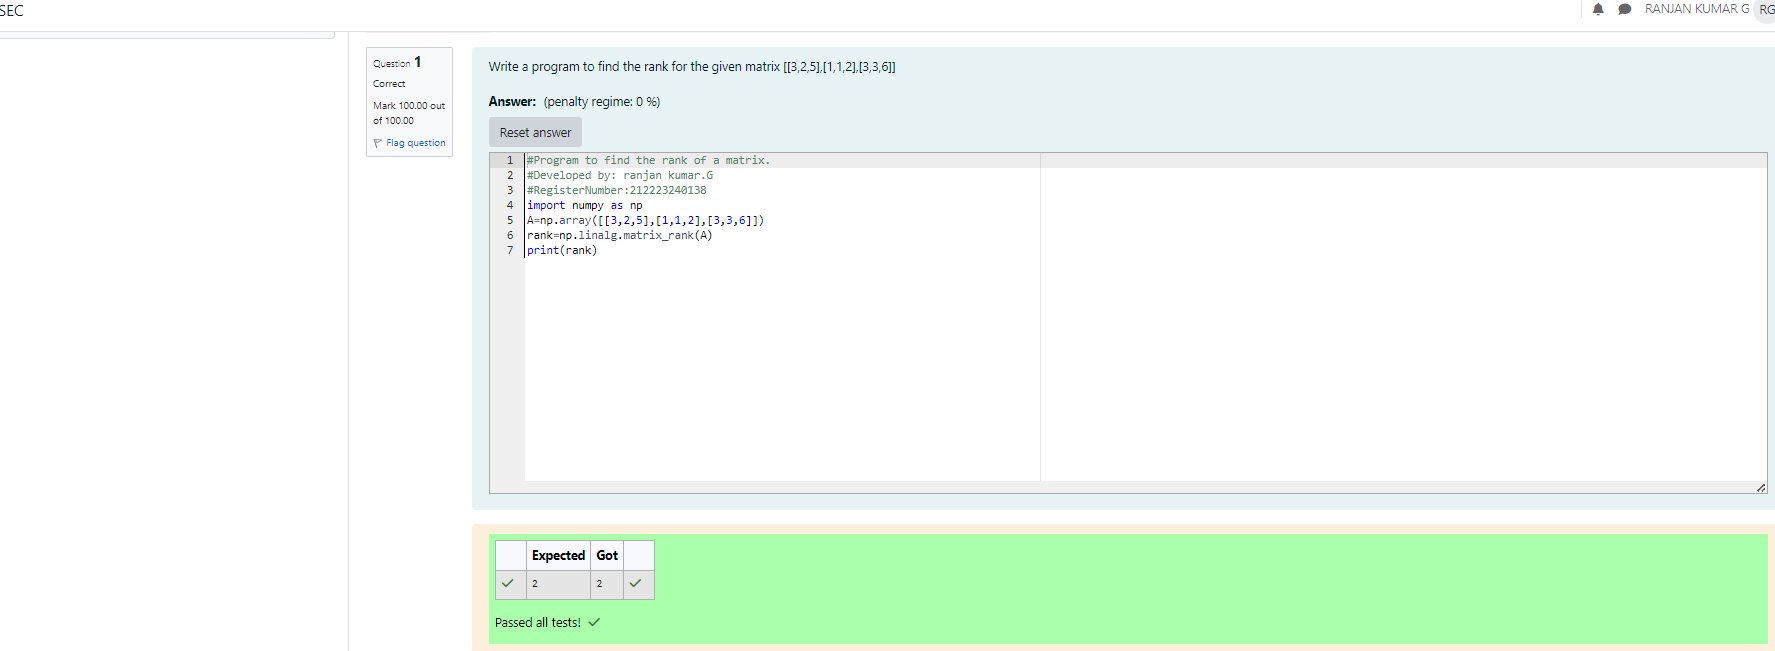 SEC
RANJAN KUMAR G RG
Question 1
Correct
Mark 100.00 out
of 100.00
Flag question
Write a program to find the rank for the given matrix [[3,2,5],[1,1,2],[3,3,6]]
Answer: (penalty regime: 0 %)
Reset answer
1 #Program to find the rank of a matrix.
2 #Developed by: ranjan kumar.G
3 #RegisterNumber:212223240138
4 import numpy as np
5 A=np.array([[3,2,5],[1,1,2],[3,3,6]])
6 rank=np.linalg.matrix_rank(A)
7 print(rank)
Expected Got
2 2
Passed all tests!